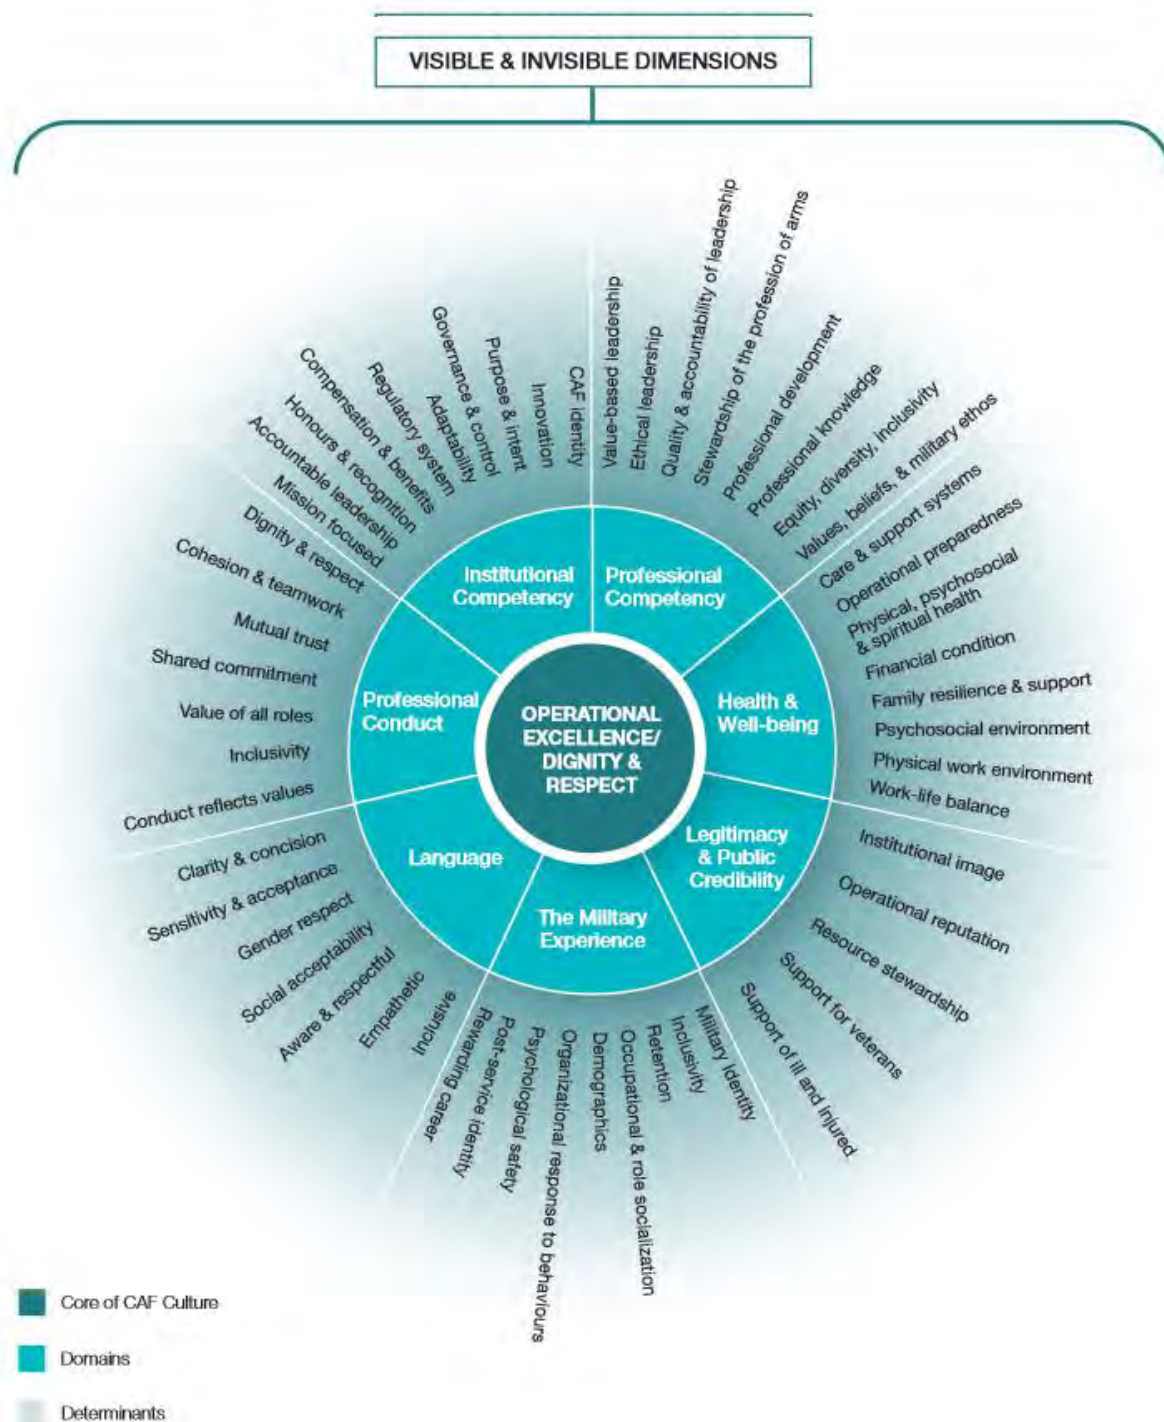 VISIBLE & INVISIBLE DIMENSIONS
Value-based leadership
Ethical leadership
Quality & accountability of leadership
Stewardship of the profession of arms
Professional development
Professional knowledge
Equity, diversity, inclusivity
Values, beliefs, & military ethos
Care & support systems
Operational preparedness
Physical, psychosocial
& spiritual health
Financial condition
Family resilience & support
Psychosocial environment
Physical work environment
Work-life balance
Institutional image
Operational reputation
Resource stewardship
Support for veterans
Support of ill and injured
Military identity
Inclusivity
Retention
Occupational & role socialization
Demographics
Organizational response to behaviours
Psychological safety
Post-service identity
Rewarding career
Inclusive
Empathetic
Aware & respectful
Social acceptability
Gender respect
Sensitivity & acceptance
Clarity & concision
Conduct reflects values
Inclusivity
Value of all roles
Shared commitment
Mutual trust
Cohesion & teamwork
Dignity & respect
Mission focused
Accountable leadership
Honours & recognition
Compensation & benefits
Regulatory system
Adaptability
Governance & control
Purpose & intent
Innovation
CAF identity
Institutional
Competency
Professional
Competency
Health &
Well-being
Legitimacy
& Public
Credibility
The Military
Experience
Language
Professional
Conduct
OPERATIONAL
EXCELLENCE/
DIGNITY &
RESPECT
Core of CAF Culture
Domains
Determinants